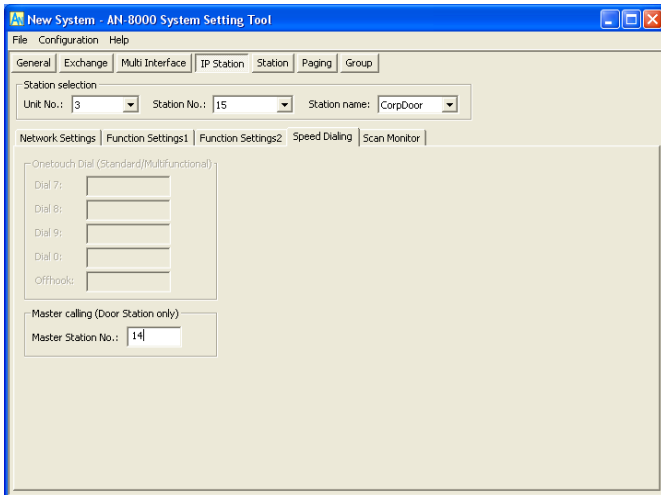 New System - AN-8000 System Setting Tool
File Configuration Help
General Exchange Multi Interface IP Station Station Paging Group
Station selection
Unit No.: 3 Station No.: 15 Station name: CorpDoor
Network Settings Function Settings1 Function Settings2 Speed Dialing Scan Monitor
Onetouch Dial (Standard/Multifunctional)
Dial 7:
Dial 8:
Dial 9:
Dial 0:
Offhook:
Master calling (Door Station only)
Master Station No.: 14